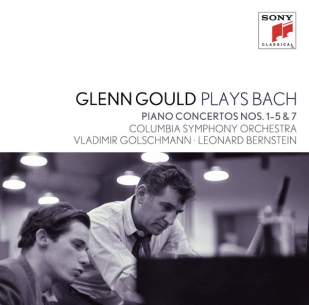 SONY
CLASSICAL
GLENN GOULD PLAYS BACH
PIANO CONCERTOS NOS. 1–5 & 7
COLUMBIA SYMPHONY ORCHESTRA
VLADIMIR GOLSCHMANN · LEONARD BERNSTEIN